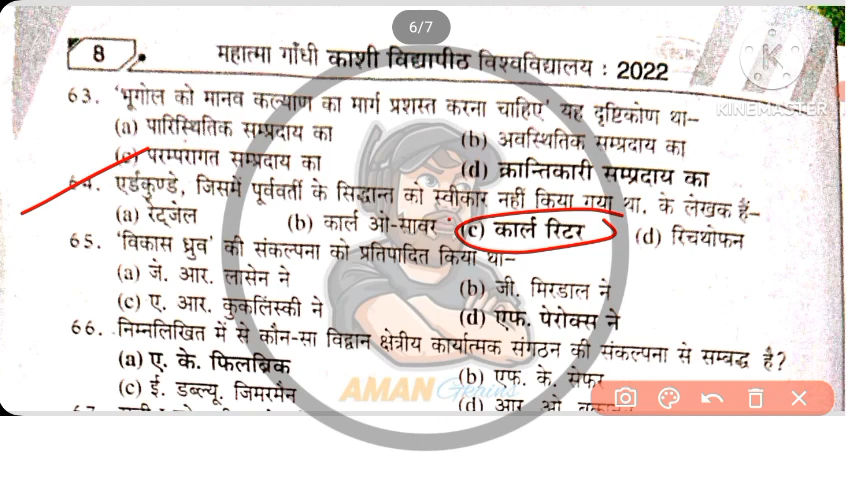 6/7
8
महात्मा गाँधी काशी विद्यापीठ विश्वविद्यालय : 2022
KINEMASTER
63. 'भूगोल को मानव कल्याण का मार्ग प्रशस्त करना चाहिए' यह दृष्टिकोण था–
(a) पारिस्थितिक सम्प्रदाय का (b) अवस्थितिक सम्प्रदाय का
(c) परम्परागत सम्प्रदाय का (d) क्रान्तिकारी सम्प्रदाय का
64. एर्डकुण्डे, जिसमें पूर्ववर्ती के सिद्धान्त को स्वीकार नहीं किया गया था. के लेखक हैं–
(a) रेट्जेल (b) कार्ल ओ-सावर (c) कार्ल रिटर (d) रिचथोफन
65. 'विकास ध्रुव' की संकल्पना को प्रतिपादित किया था–
(a) जे. आर. लासेन ने (b) जी. मिरडाल ने
(c) ए. आर. कुकलिंस्की ने (d) एफ. पेरोक्स ने
66. निम्नलिखित में से कौन-सा विद्वान क्षेत्रीय कार्यात्मक संगठन की संकल्पना से सम्बद्ध है?
(a) ए. के. फिलब्रिक (b) एफ. के. सेफर
(c) ई. डब्ल्यू. जिमरमैन (d) आर. ओ.
AMAN Genius